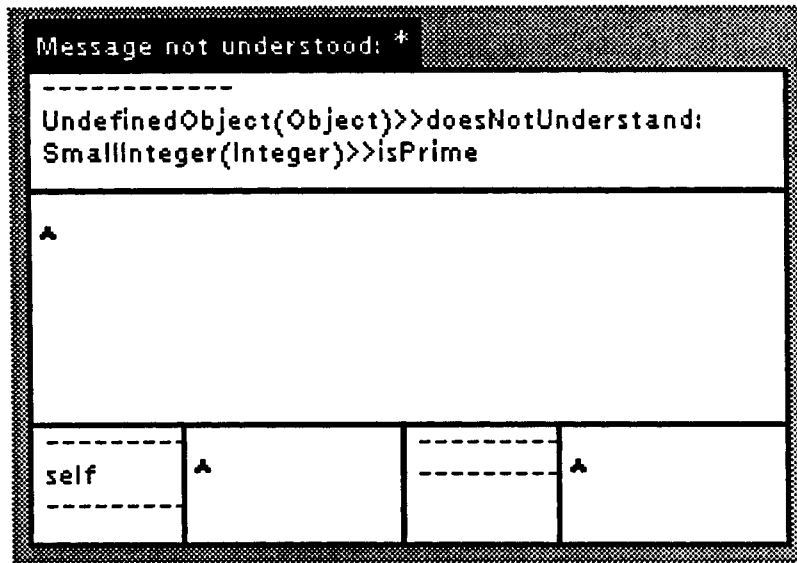 Message not understood: *
------------
UndefinedObject(Object)>>doesNotUnderstand:
SmallInteger(Integer)>>isPrime
self